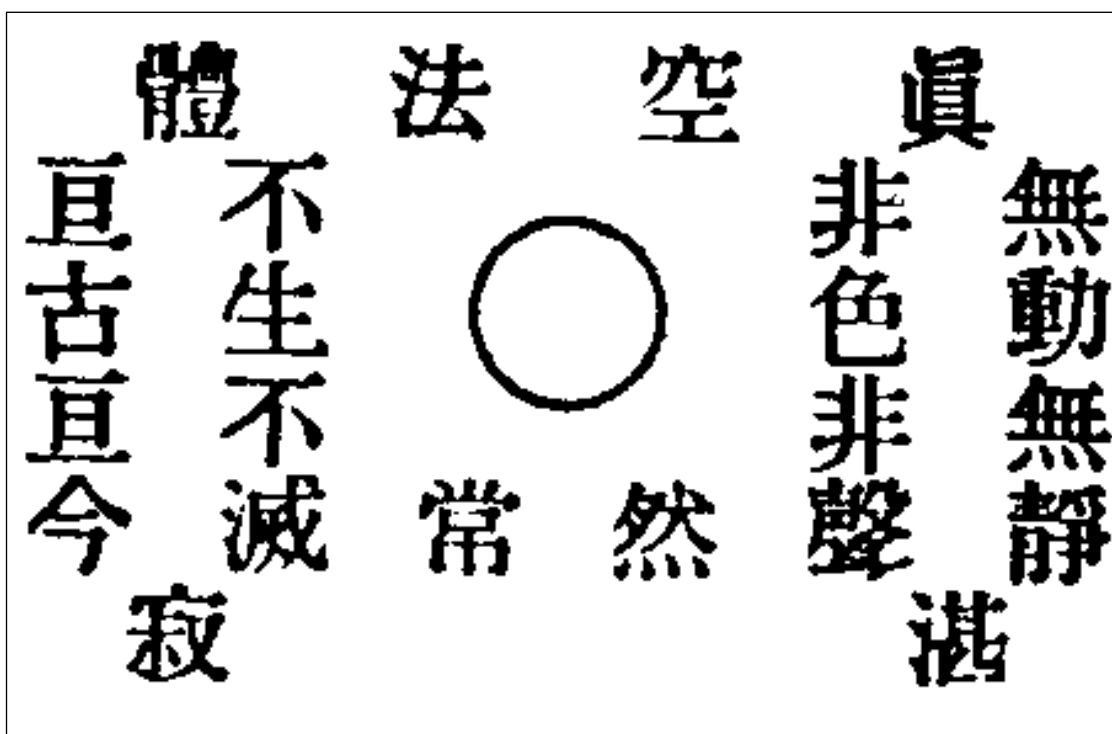 眞空法體
無動無靜
非色非聲
不生不滅
亘古亘今
湛然常寂